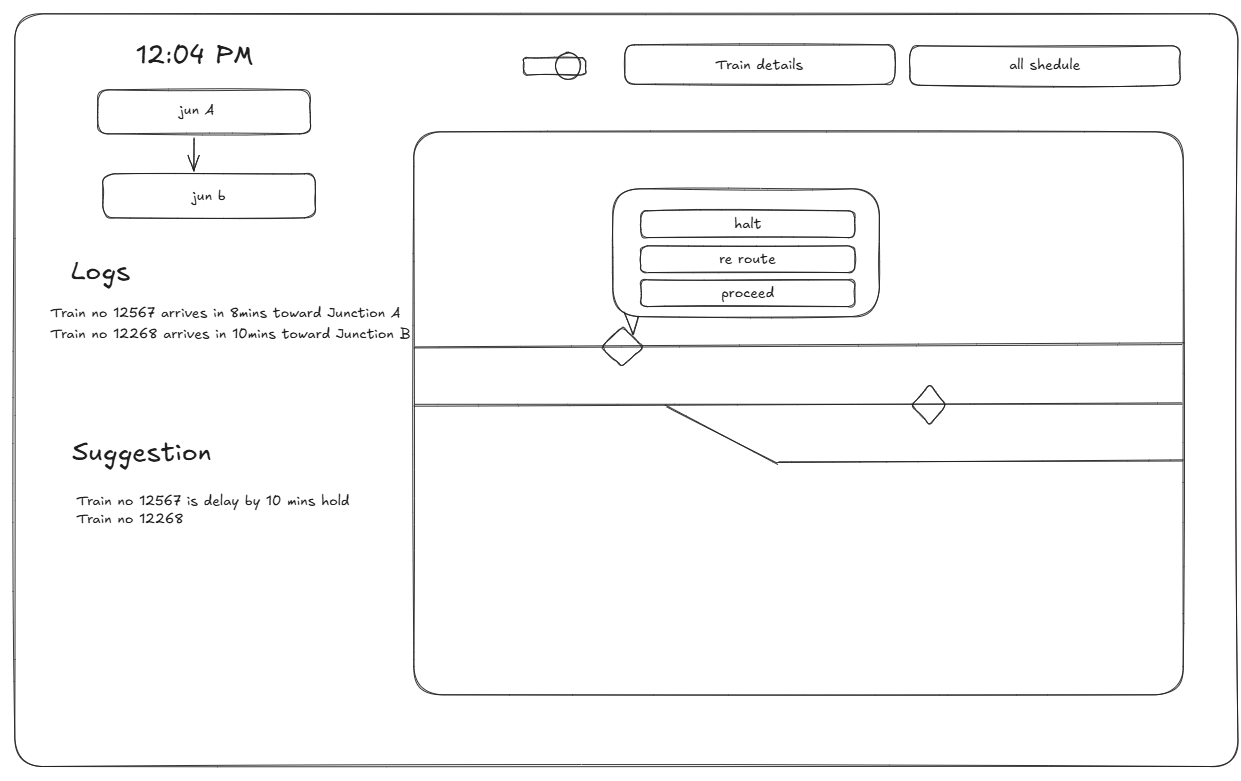 12:04 PM
Train details
all shedule
jun A
jun b
halt
re route
proceed
Logs
Train no 12567 arrives in 8mins toward Junction A
Train no 12268 arrives in 10mins toward Junction B
Suggestion
Train no 12567 is delay by 10 mins hold
Train no 12268